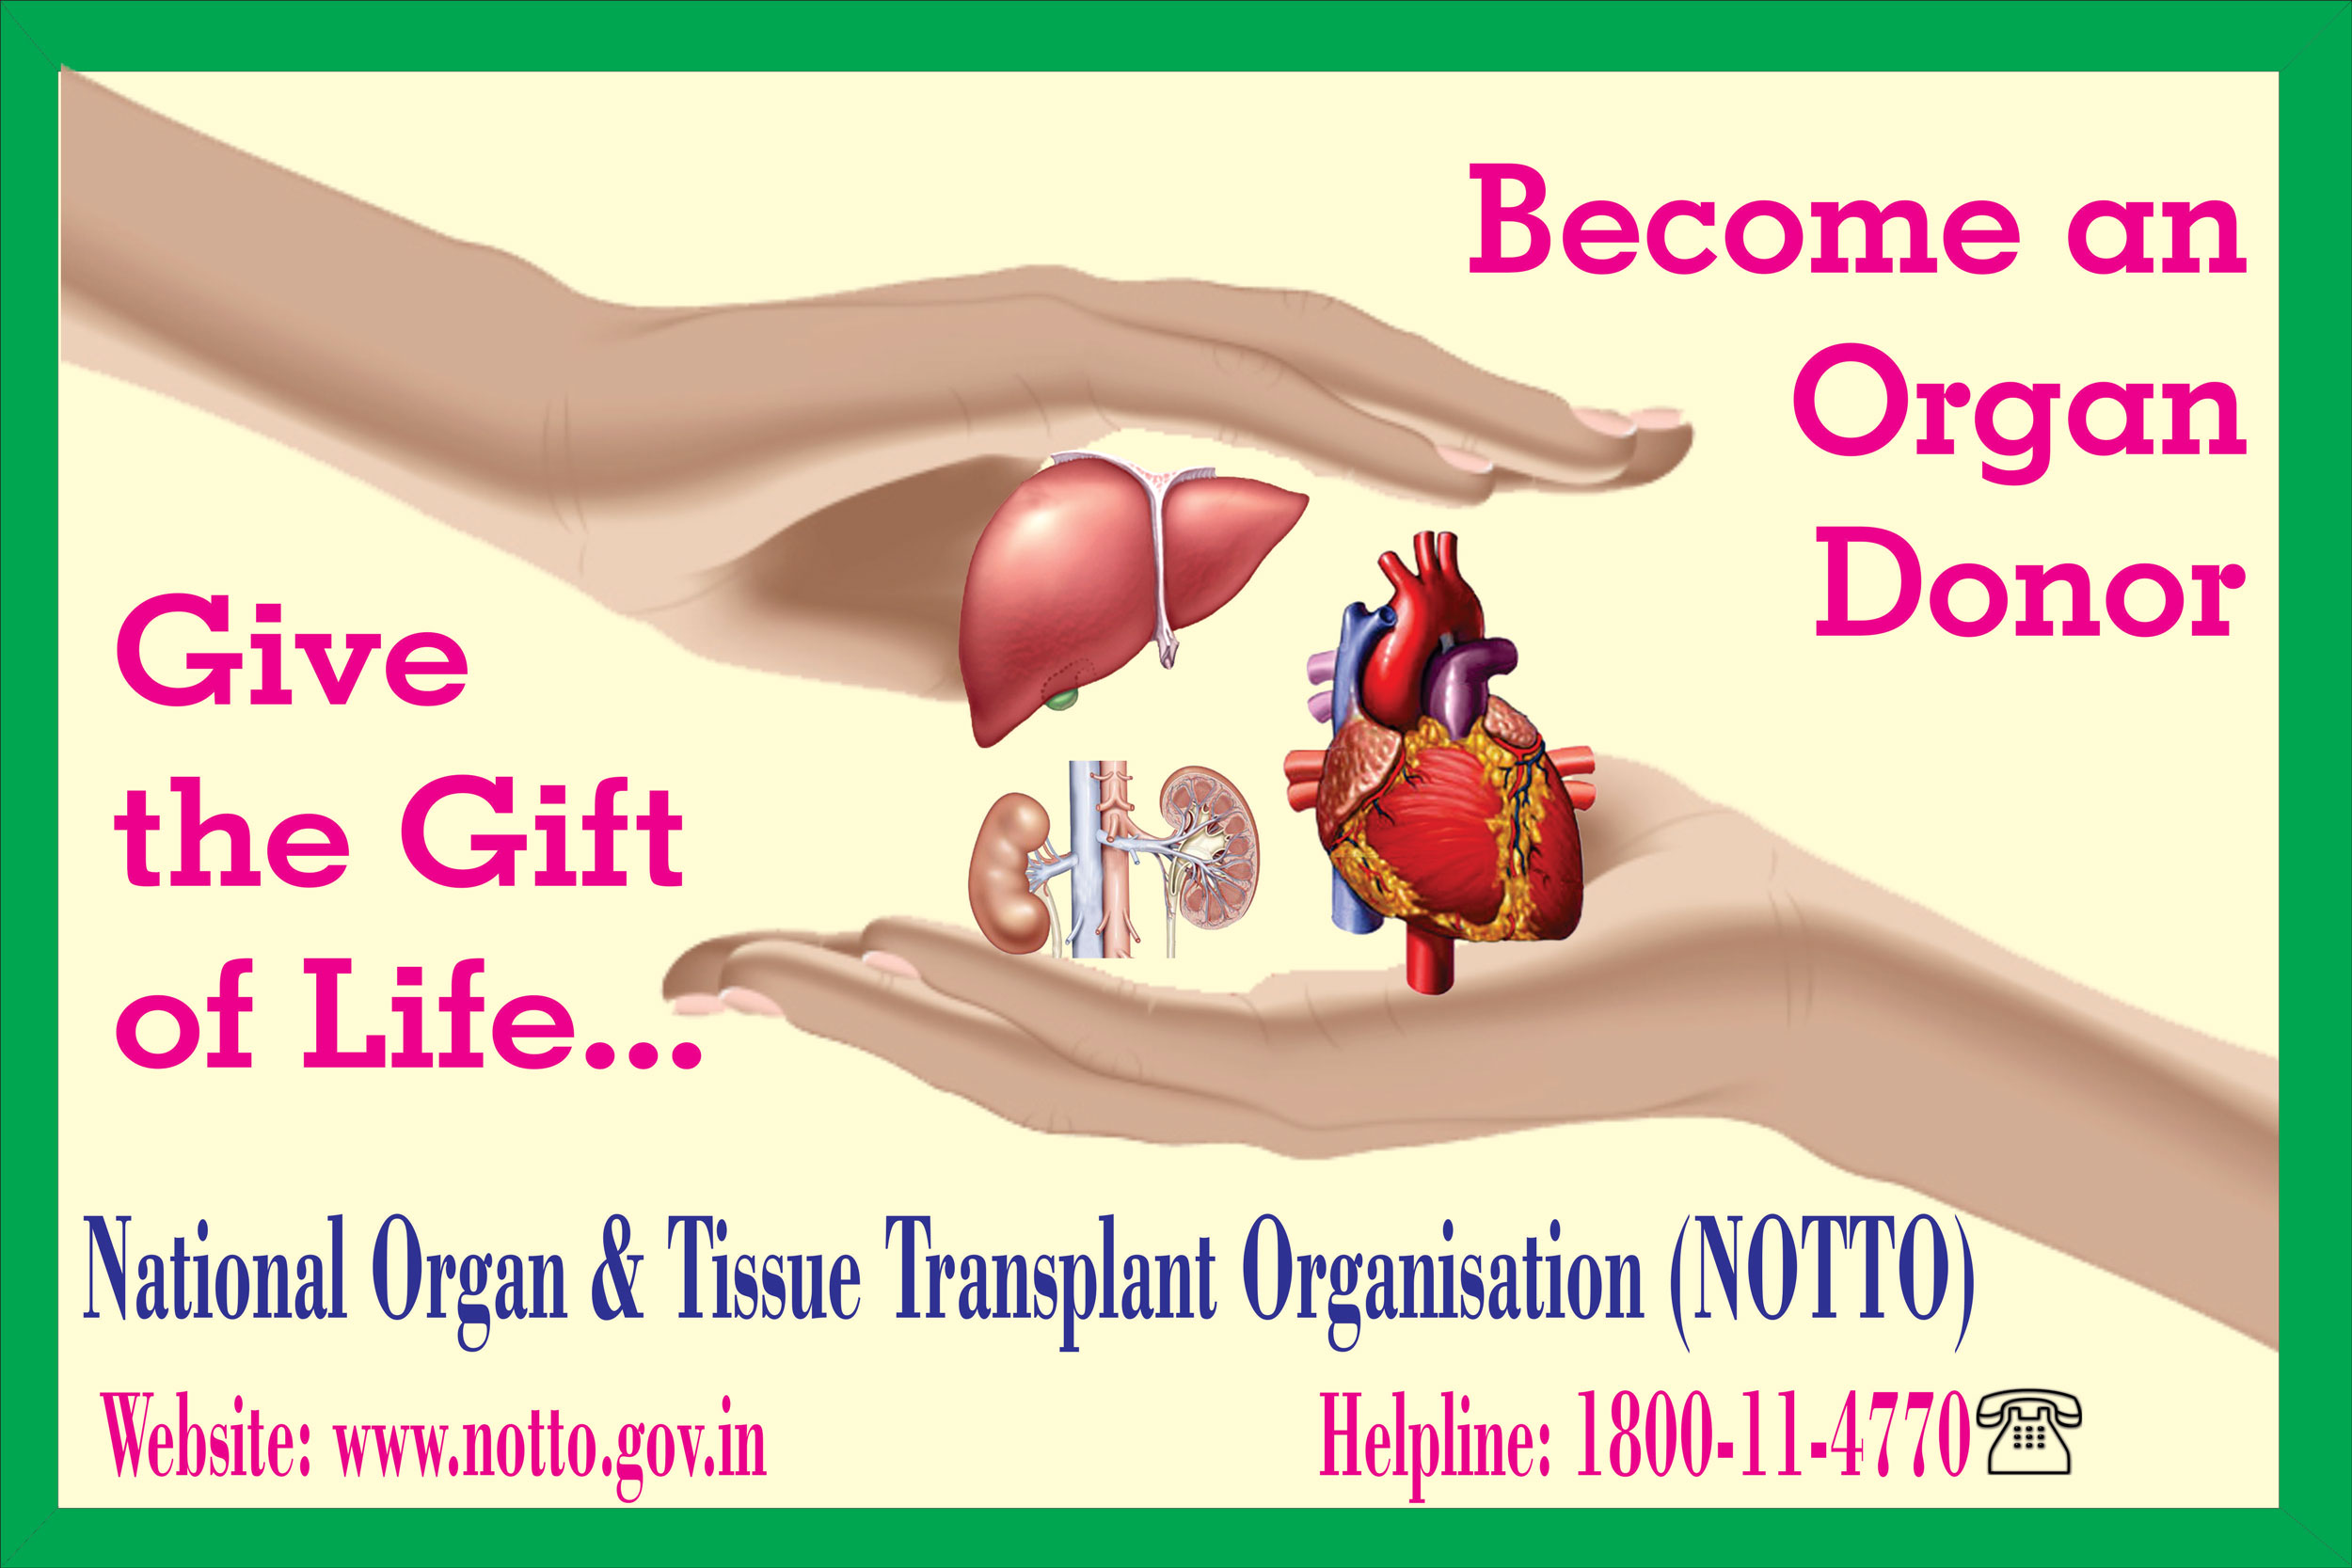 Become an
Organ
Donor
Give
the Gift
of Life...
National Organ & Tissue Transplant Organisation (NOTTO)
Website: www.notto.gov.in
Helpline: 1800-11-4770